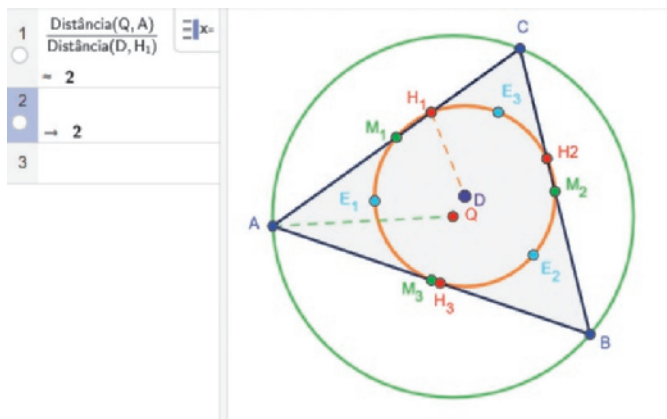 1
Distância(Q, A)
Distância(D, H₁)
≈ 2
x=
2
→ 2
3
C
H₁
E₃
M₁
H2
M₂
E₁
D
Q
A
E₂
M₃
H₃
B